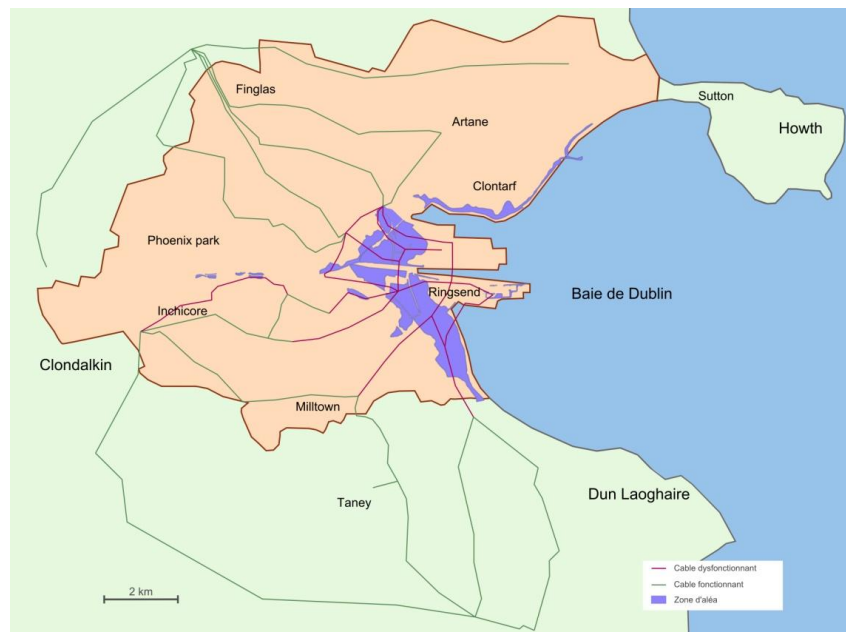 Finglas
Sutton
Artane
Howth
Clontarf
Phoenix park
Ringsend
Baie de Dublin
Inchicore
Clondalkin
Milltown
Taney
Dun Laoghaire
Cable dysfonctionnant
Cable fonctionnant
Zone d'aléa
2 km